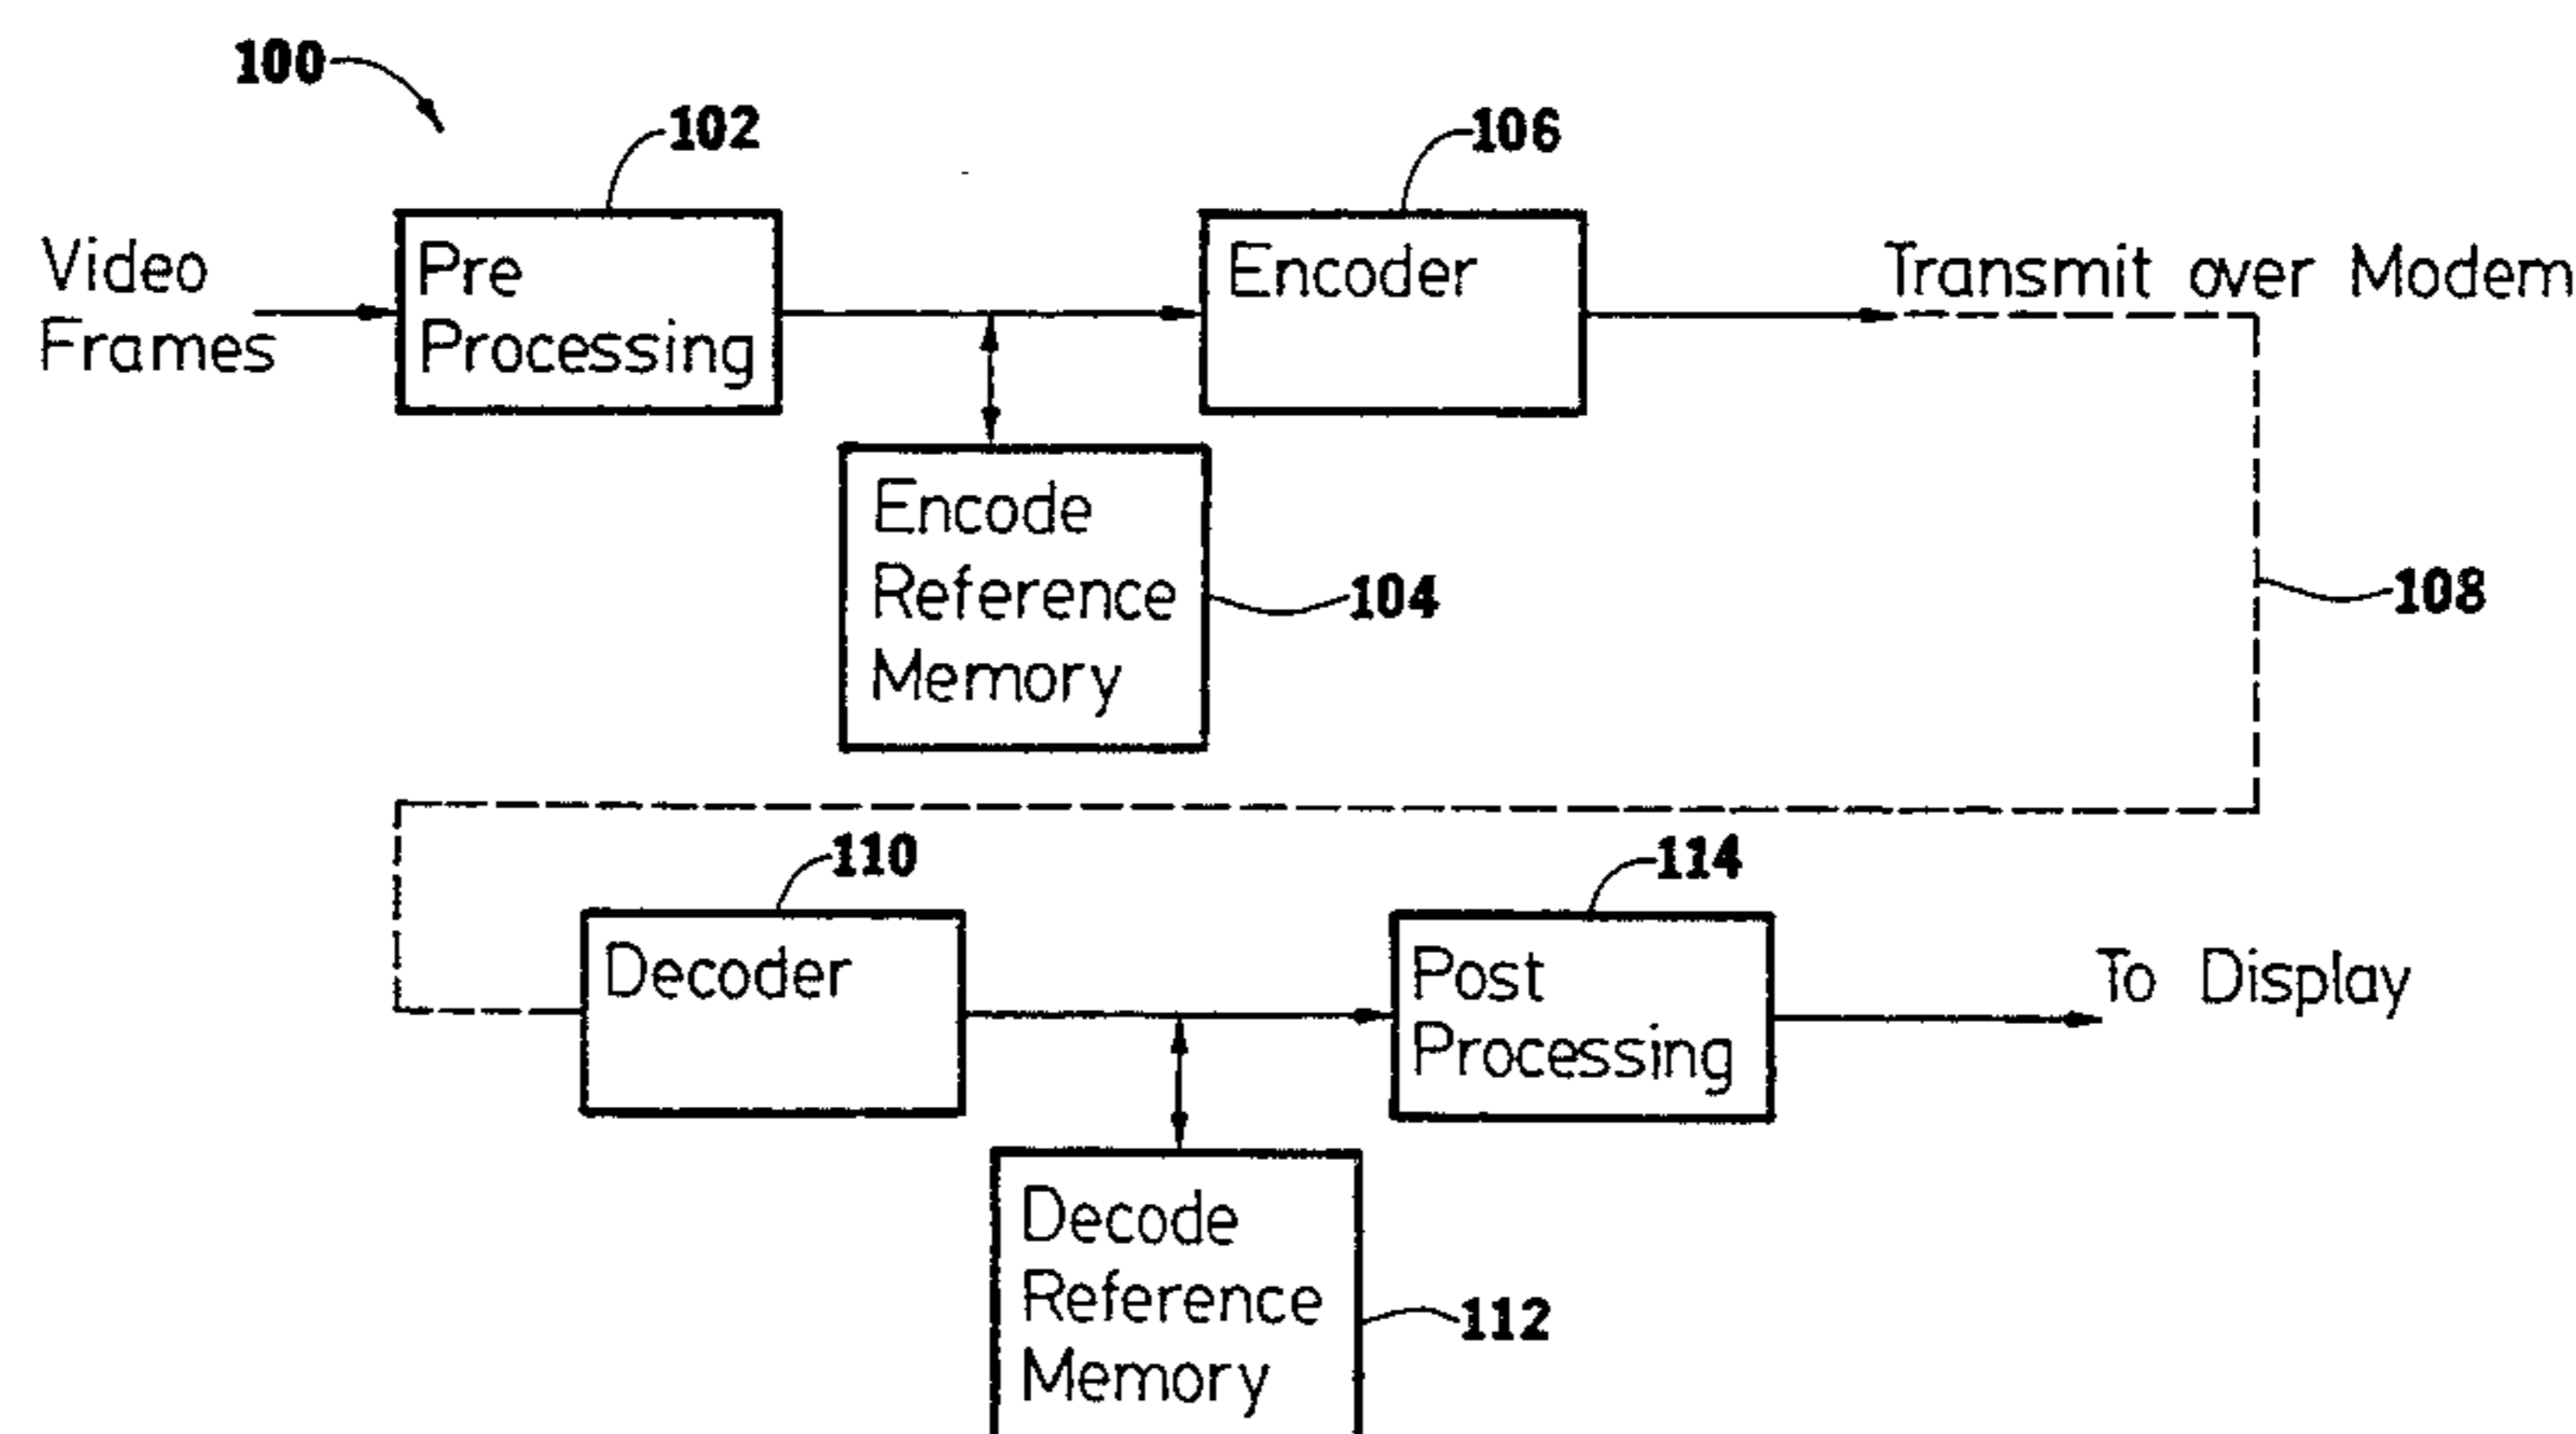 100
102
106
Video
Frames
Pre
Processing
Encoder
Transmit over Modem
Encode
Reference
Memory
104
108
110
114
Decoder
Post
Processing
To Display
Decode
Reference
Memory
112